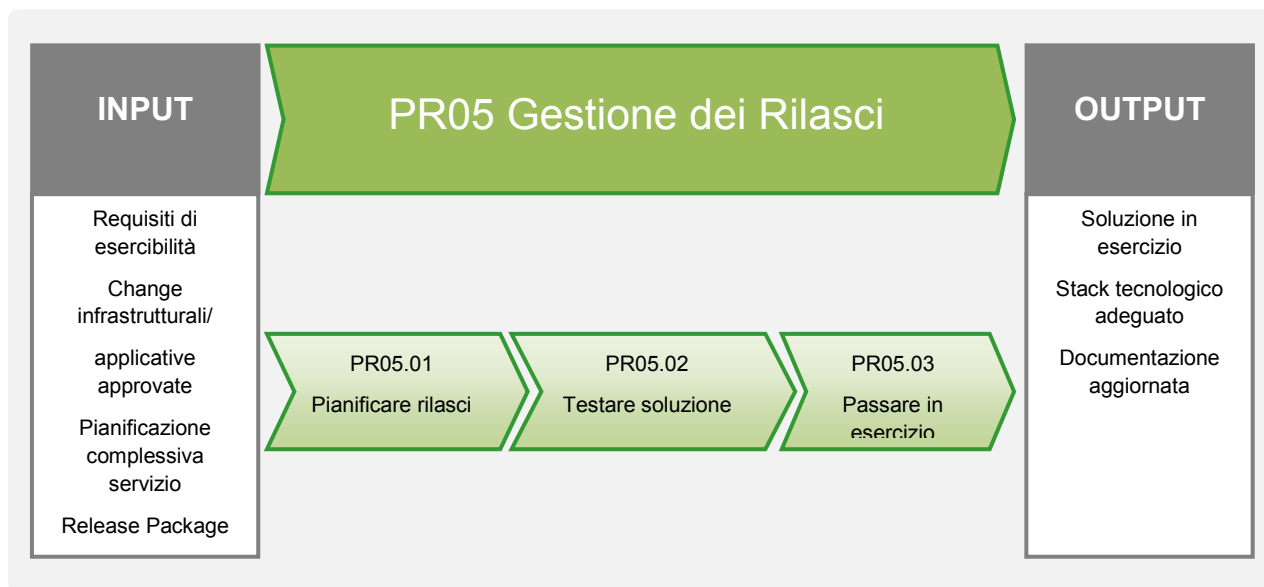 INPUT
Requisiti di
esercibilità
Change
infrastrutturali/
applicative
approvate
Pianificazione
complessiva
servizio
Release Package
PR05 Gestione dei Rilasci
PR05.01
Pianificare rilasci
PR05.02
Testare soluzione
PR05.03
Passare in
esercizio
OUTPUT
Soluzione in
esercizio
Stack tecnologico
adeguato
Documentazione
aggiornata